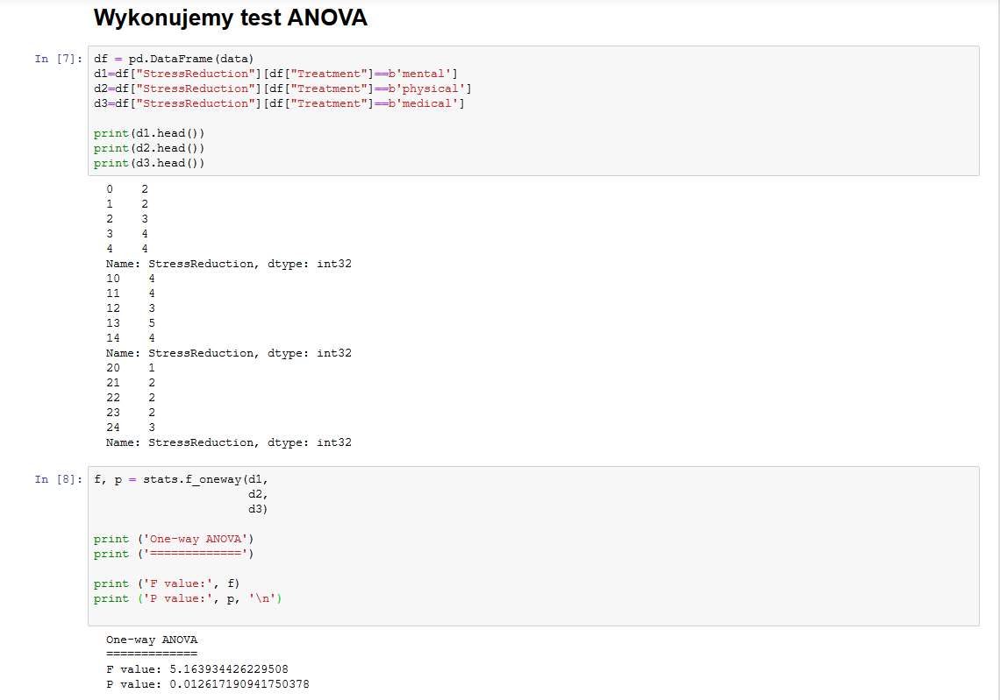 Wykonujemy test ANOVA
In [7]: df = pd.DataFrame(data)
d1=df["StressReduction"][df["Treatment"]==b'mental']
d2=df["StressReduction"][df["Treatment"]==b'physical']
d3=df["StressReduction"][df["Treatment"]==b'medical']
print(d1.head())
print(d2.head())
print(d3.head())
0 2
1 2
2 3
3 4
4 4
Name: StressReduction, dtype: int32
10 4
11 4
12 3
13 5
14 4
Name: StressReduction, dtype: int32
20 1
21 2
22 2
23 2
24 3
Name: StressReduction, dtype: int32
In [8]: f, p = stats.f_oneway(d1,
d2,
d3)
print ('One-way ANOVA')
print ('=============')
print ('F value:', f)
print ('P value:', p, '\n')
One-way ANOVA
=============
F value: 5.163934426229508
P value: 0.012617190941750378